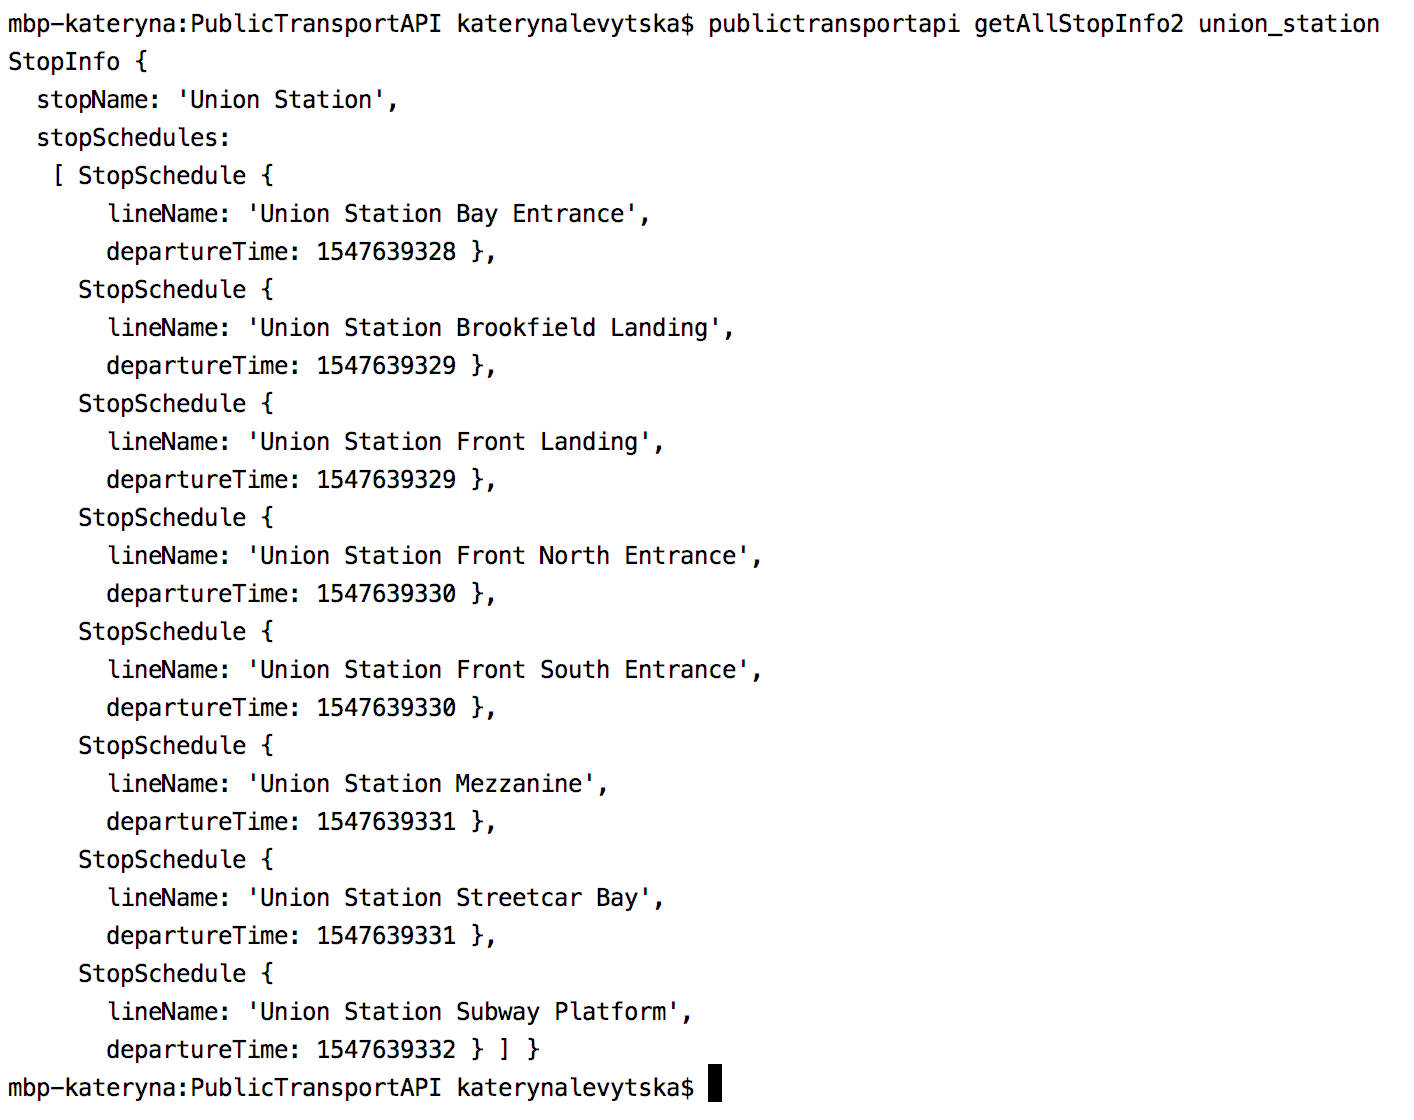 mbp-kateryna:PublicTransportAPI katerynalevytska$ publictransportapi getAllStopInfo2 union_station
StopInfo {
  stopName: 'Union Station',
  stopSchedules:
   [ StopSchedule {
       lineName: 'Union Station Bay Entrance',
       departureTime: 1547639328 },
     StopSchedule {
       lineName: 'Union Station Brookfield Landing',
       departureTime: 1547639329 },
     StopSchedule {
       lineName: 'Union Station Front Landing',
       departureTime: 1547639329 },
     StopSchedule {
       lineName: 'Union Station Front North Entrance',
       departureTime: 1547639330 },
     StopSchedule {
       lineName: 'Union Station Front South Entrance',
       departureTime: 1547639330 },
     StopSchedule {
       lineName: 'Union Station Mezzanine',
       departureTime: 1547639331 },
     StopSchedule {
       lineName: 'Union Station Streetcar Bay',
       departureTime: 1547639331 },
     StopSchedule {
       lineName: 'Union Station Subway Platform',
       departureTime: 1547639332 } ] }
mbp-kateryna:PublicTransportAPI katerynalevytska$